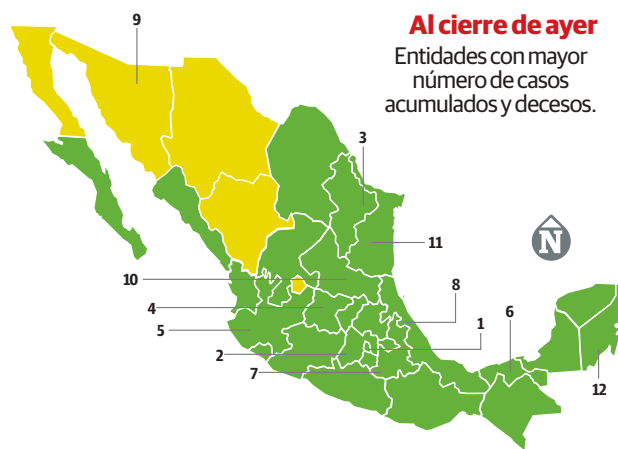 Al cierre de ayer
Entidades con mayor
número de casos
acumulados y decesos.
9
3
11
N
10
8
4
1
5
6
2
7
12